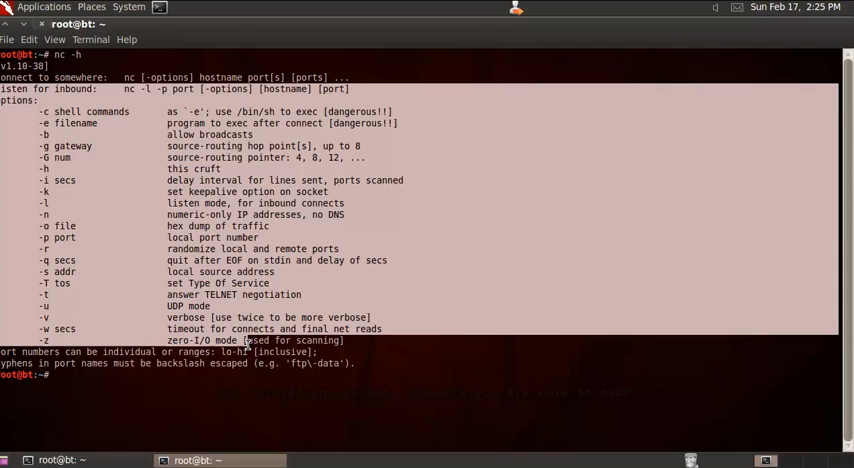 Applications Places System
Sun Feb 17, 2:25 PM
root@bt: ~
File Edit View Terminal Help
oot@bt:~# nc -h
v1.10-38]
onnect to somewhere: nc [-options] hostname port[s] [ports] ...
isten for inbound: nc -l -p port [-options] [hostname] [port]
ptions:
-c shell commands as `-e'; use /bin/sh to exec [dangerous!!]
-e filename program to exec after connect [dangerous!!]
-b allow broadcasts
-g gateway source-routing hop point[s], up to 8
-G num source-routing pointer: 4, 8, 12, ...
-h this cruft
-i secs delay interval for lines sent, ports scanned
-k set keepalive option on socket
-l listen mode, for inbound connects
-n numeric-only IP addresses, no DNS
-o file hex dump of traffic
-p port local port number
-r randomize local and remote ports
-q secs quit after EOF on stdin and delay of secs
-s addr local source address
-T tos set Type Of Service
-t answer TELNET negotiation
-u UDP mode
-v verbose [use twice to be more verbose]
-w secs timeout for connects and final net reads
-z zero-I/O mode [used for scanning]
ort numbers can be individual or ranges: lo-hi [inclusive];
yphens in port names must be backslash escaped (e.g. 'ftp\-data').
oot@bt:~#
root@bt: ~ root@bt: ~